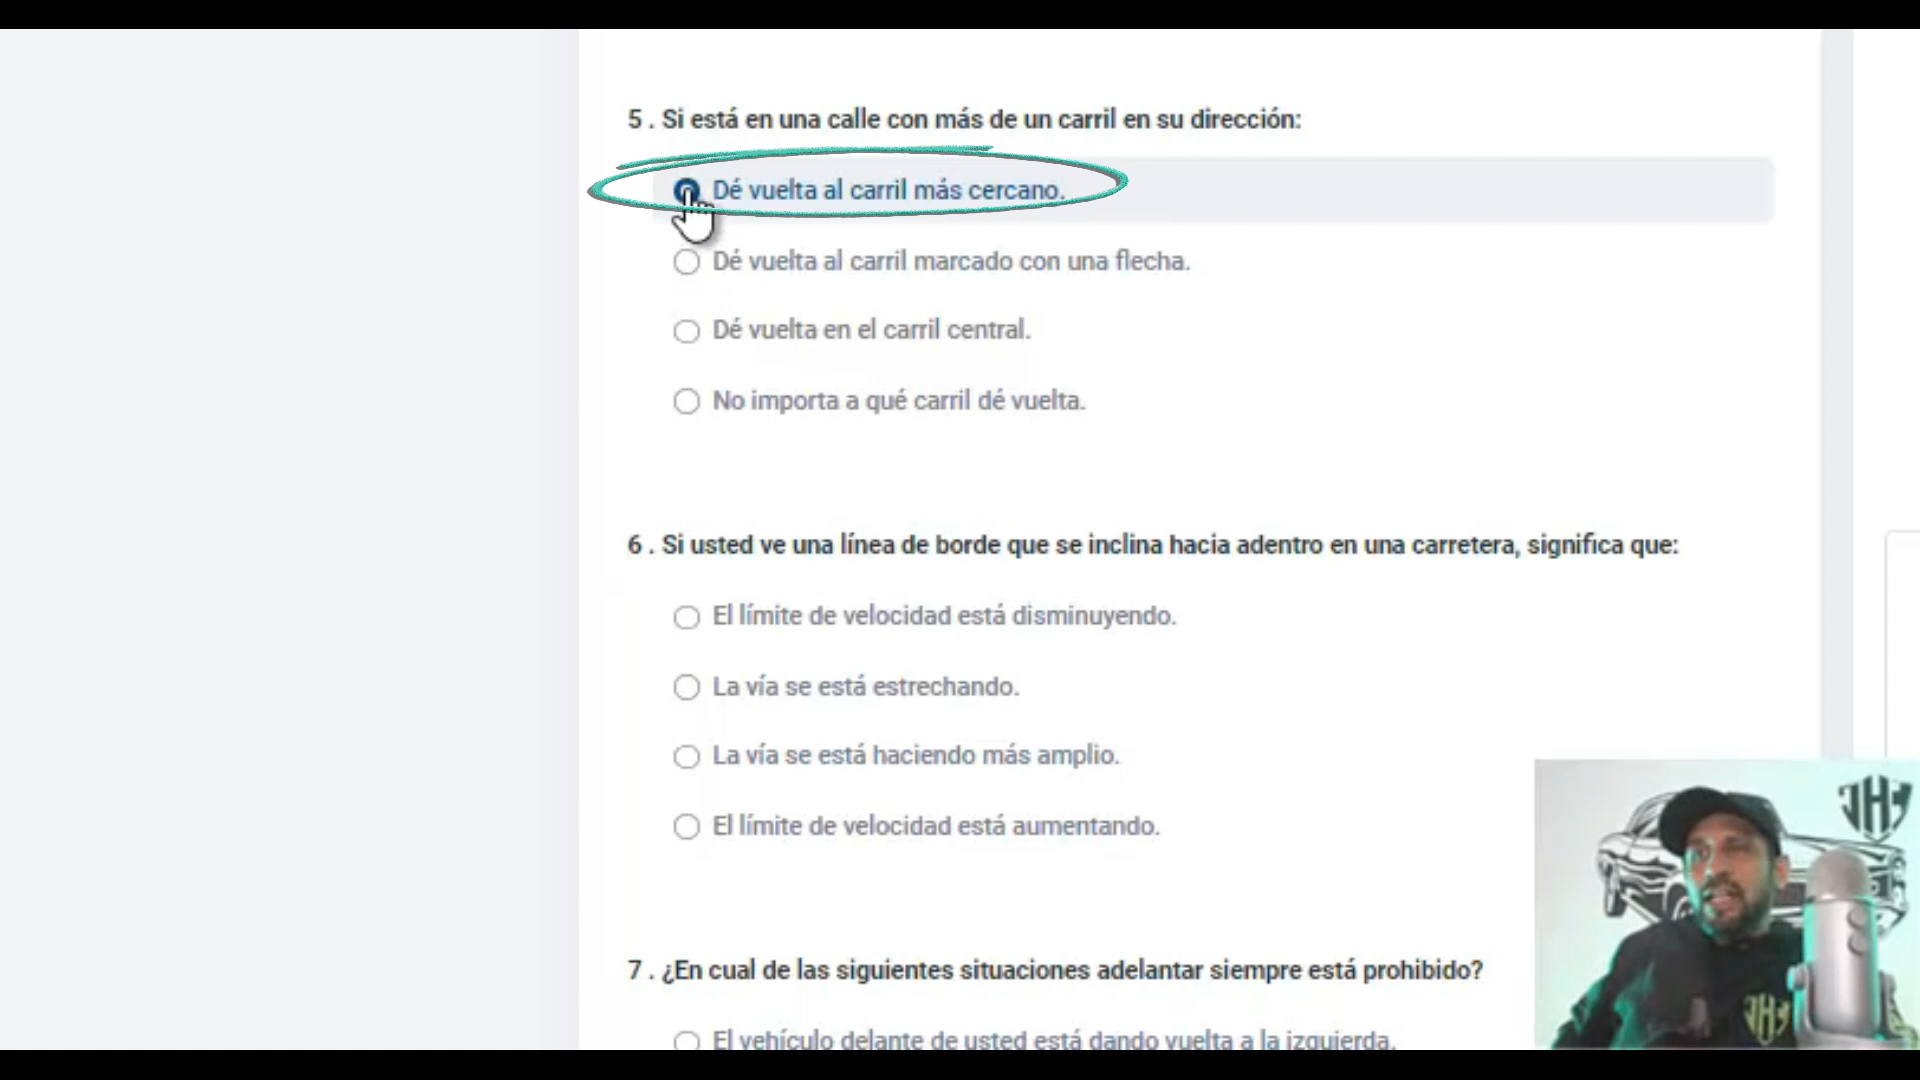 5 . Si está en una calle con más de un carril en su dirección:
Dé vuelta al carril más cercano.
Dé vuelta al carril marcado con una flecha.
Dé vuelta en el carril central.
No importa a qué carril dé vuelta.
6 . Si usted ve una línea de borde que se inclina hacia adentro en una carretera, significa que:
El límite de velocidad está disminuyendo.
La vía se está estrechando.
La vía se está haciendo más amplio.
El límite de velocidad está aumentando.
7 . ¿En cual de las siguientes situaciones adelantar siempre está prohibido?
El vehículo delante de usted está dando vuelta a la izquierda.